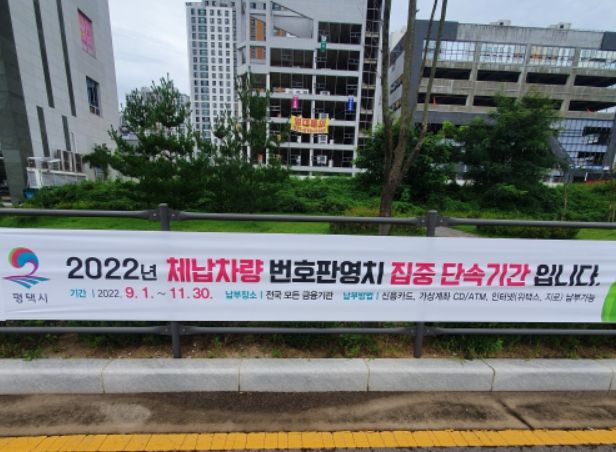 2022년 체납차량 번호판영치 집중 단속기간 입니다.
평택시
기간 | 2022. 9. 1. ~ 11. 30. 납부장소 | 전국 모든 금융기관 납부방법 | 신용카드, 가상계좌 CD/ATM, 인터넷(위택스, 지로) 납부가능